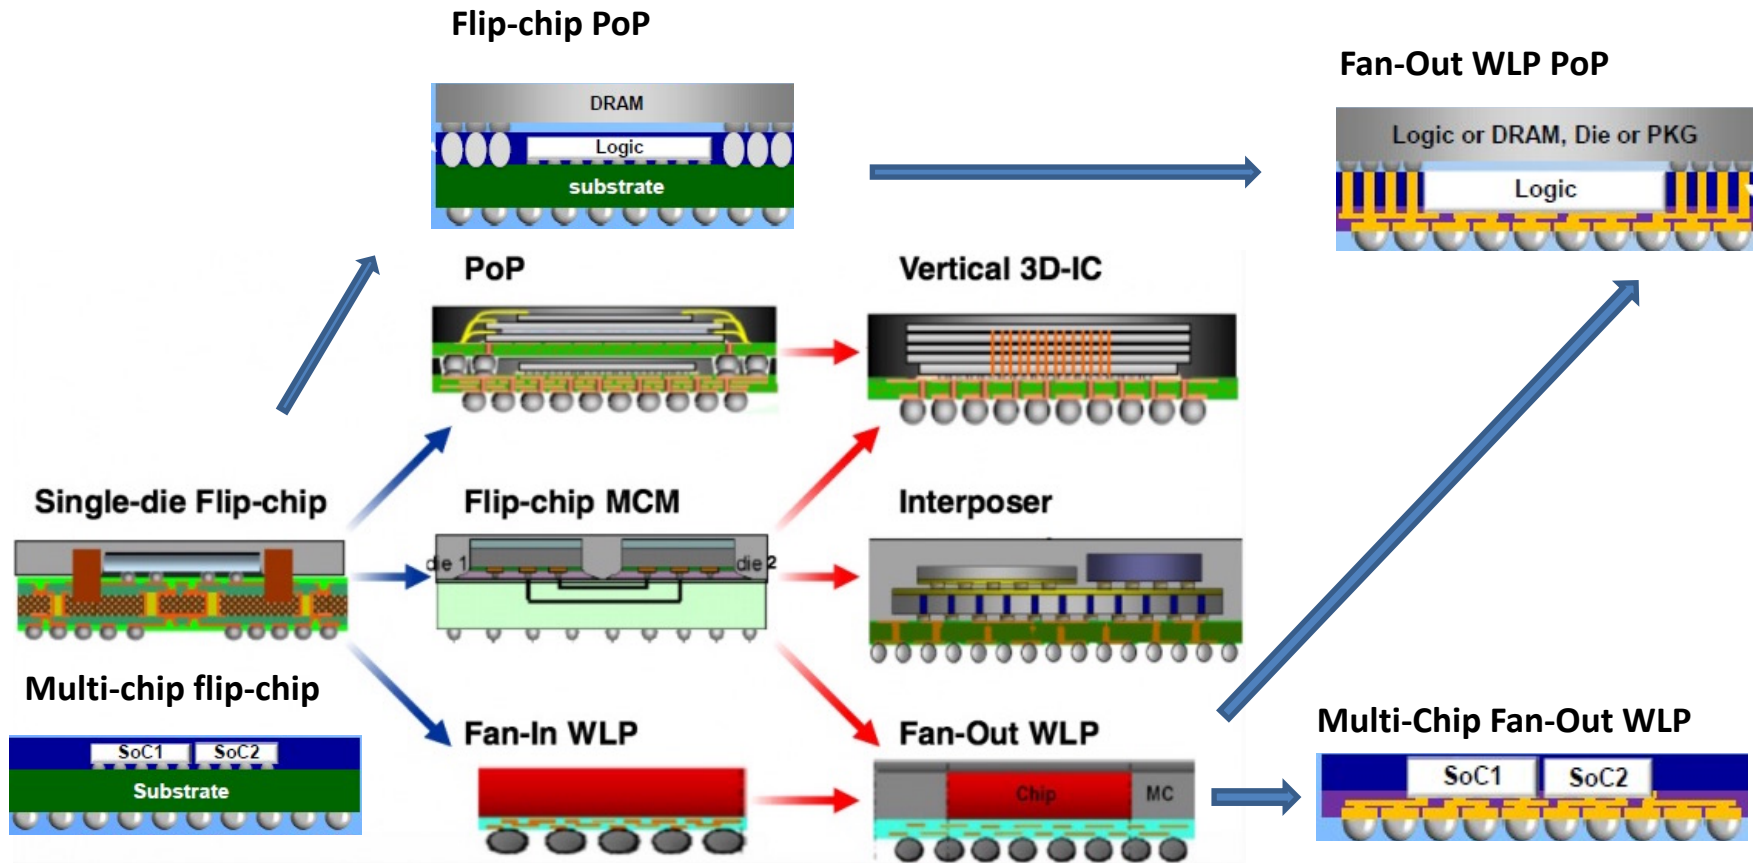 Flip-chip PoP
Fan-Out WLP PoP
DRAM
Logic
substrate
Logic or DRAM, Die or PKG
Logic
PoP
Vertical 3D-IC
Single-die Flip-chip
Flip-chip MCM
Interposer
die 1
die 2
Multi-chip flip-chip
Fan-In WLP
Fan-Out WLP
Multi-Chip Fan-Out WLP
SoC1
SoC2
Substrate
Chip
MC
SoC1
SoC2